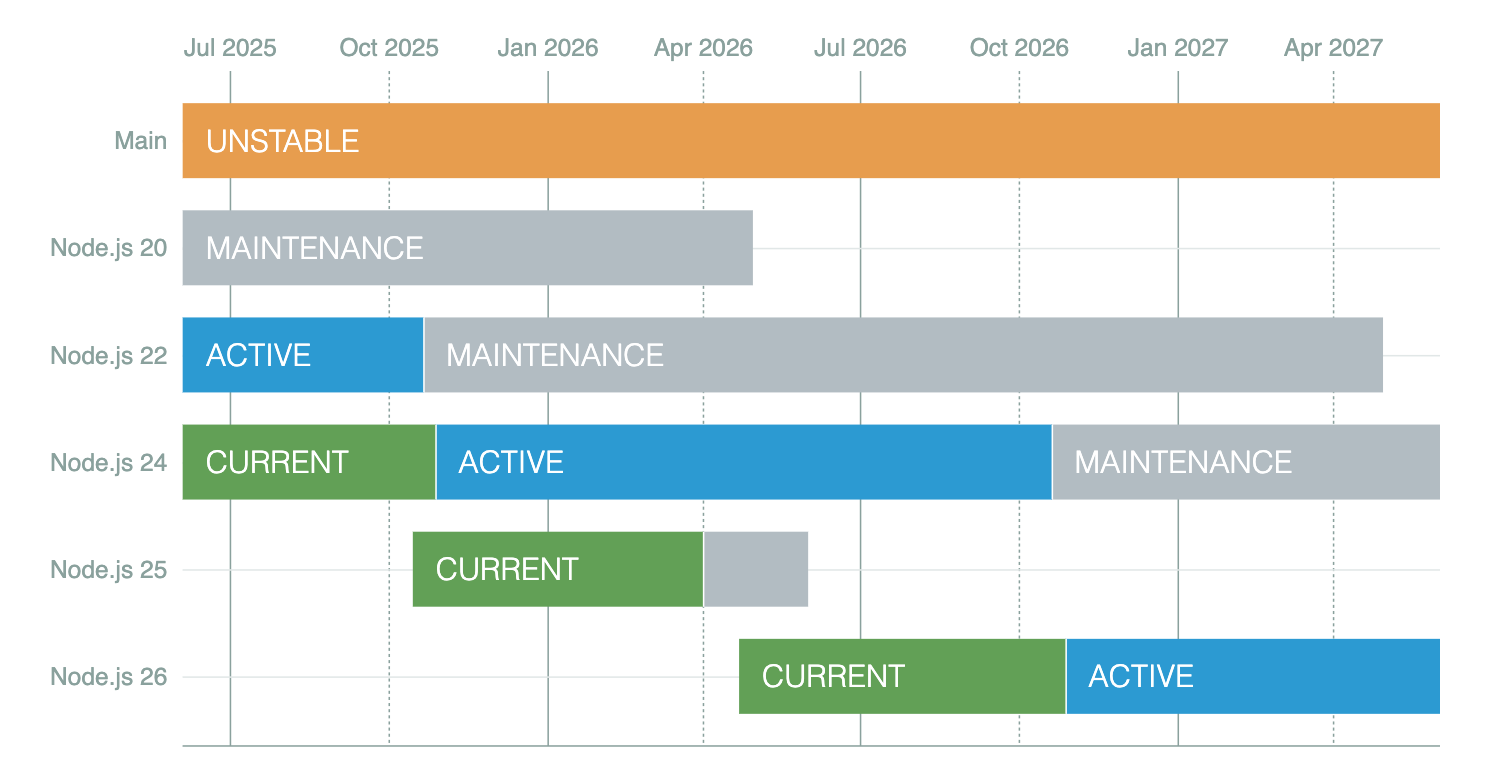 Jul 2025 Oct 2025 Jan 2026 Apr 2026 Jul 2026 Oct 2026 Jan 2027 Apr 2027
Main UNSTABLE
Node.js 20 MAINTENANCE
Node.js 22 ACTIVE MAINTENANCE
Node.js 24 CURRENT ACTIVE MAINTENANCE
Node.js 25 CURRENT
Node.js 26 CURRENT ACTIVE